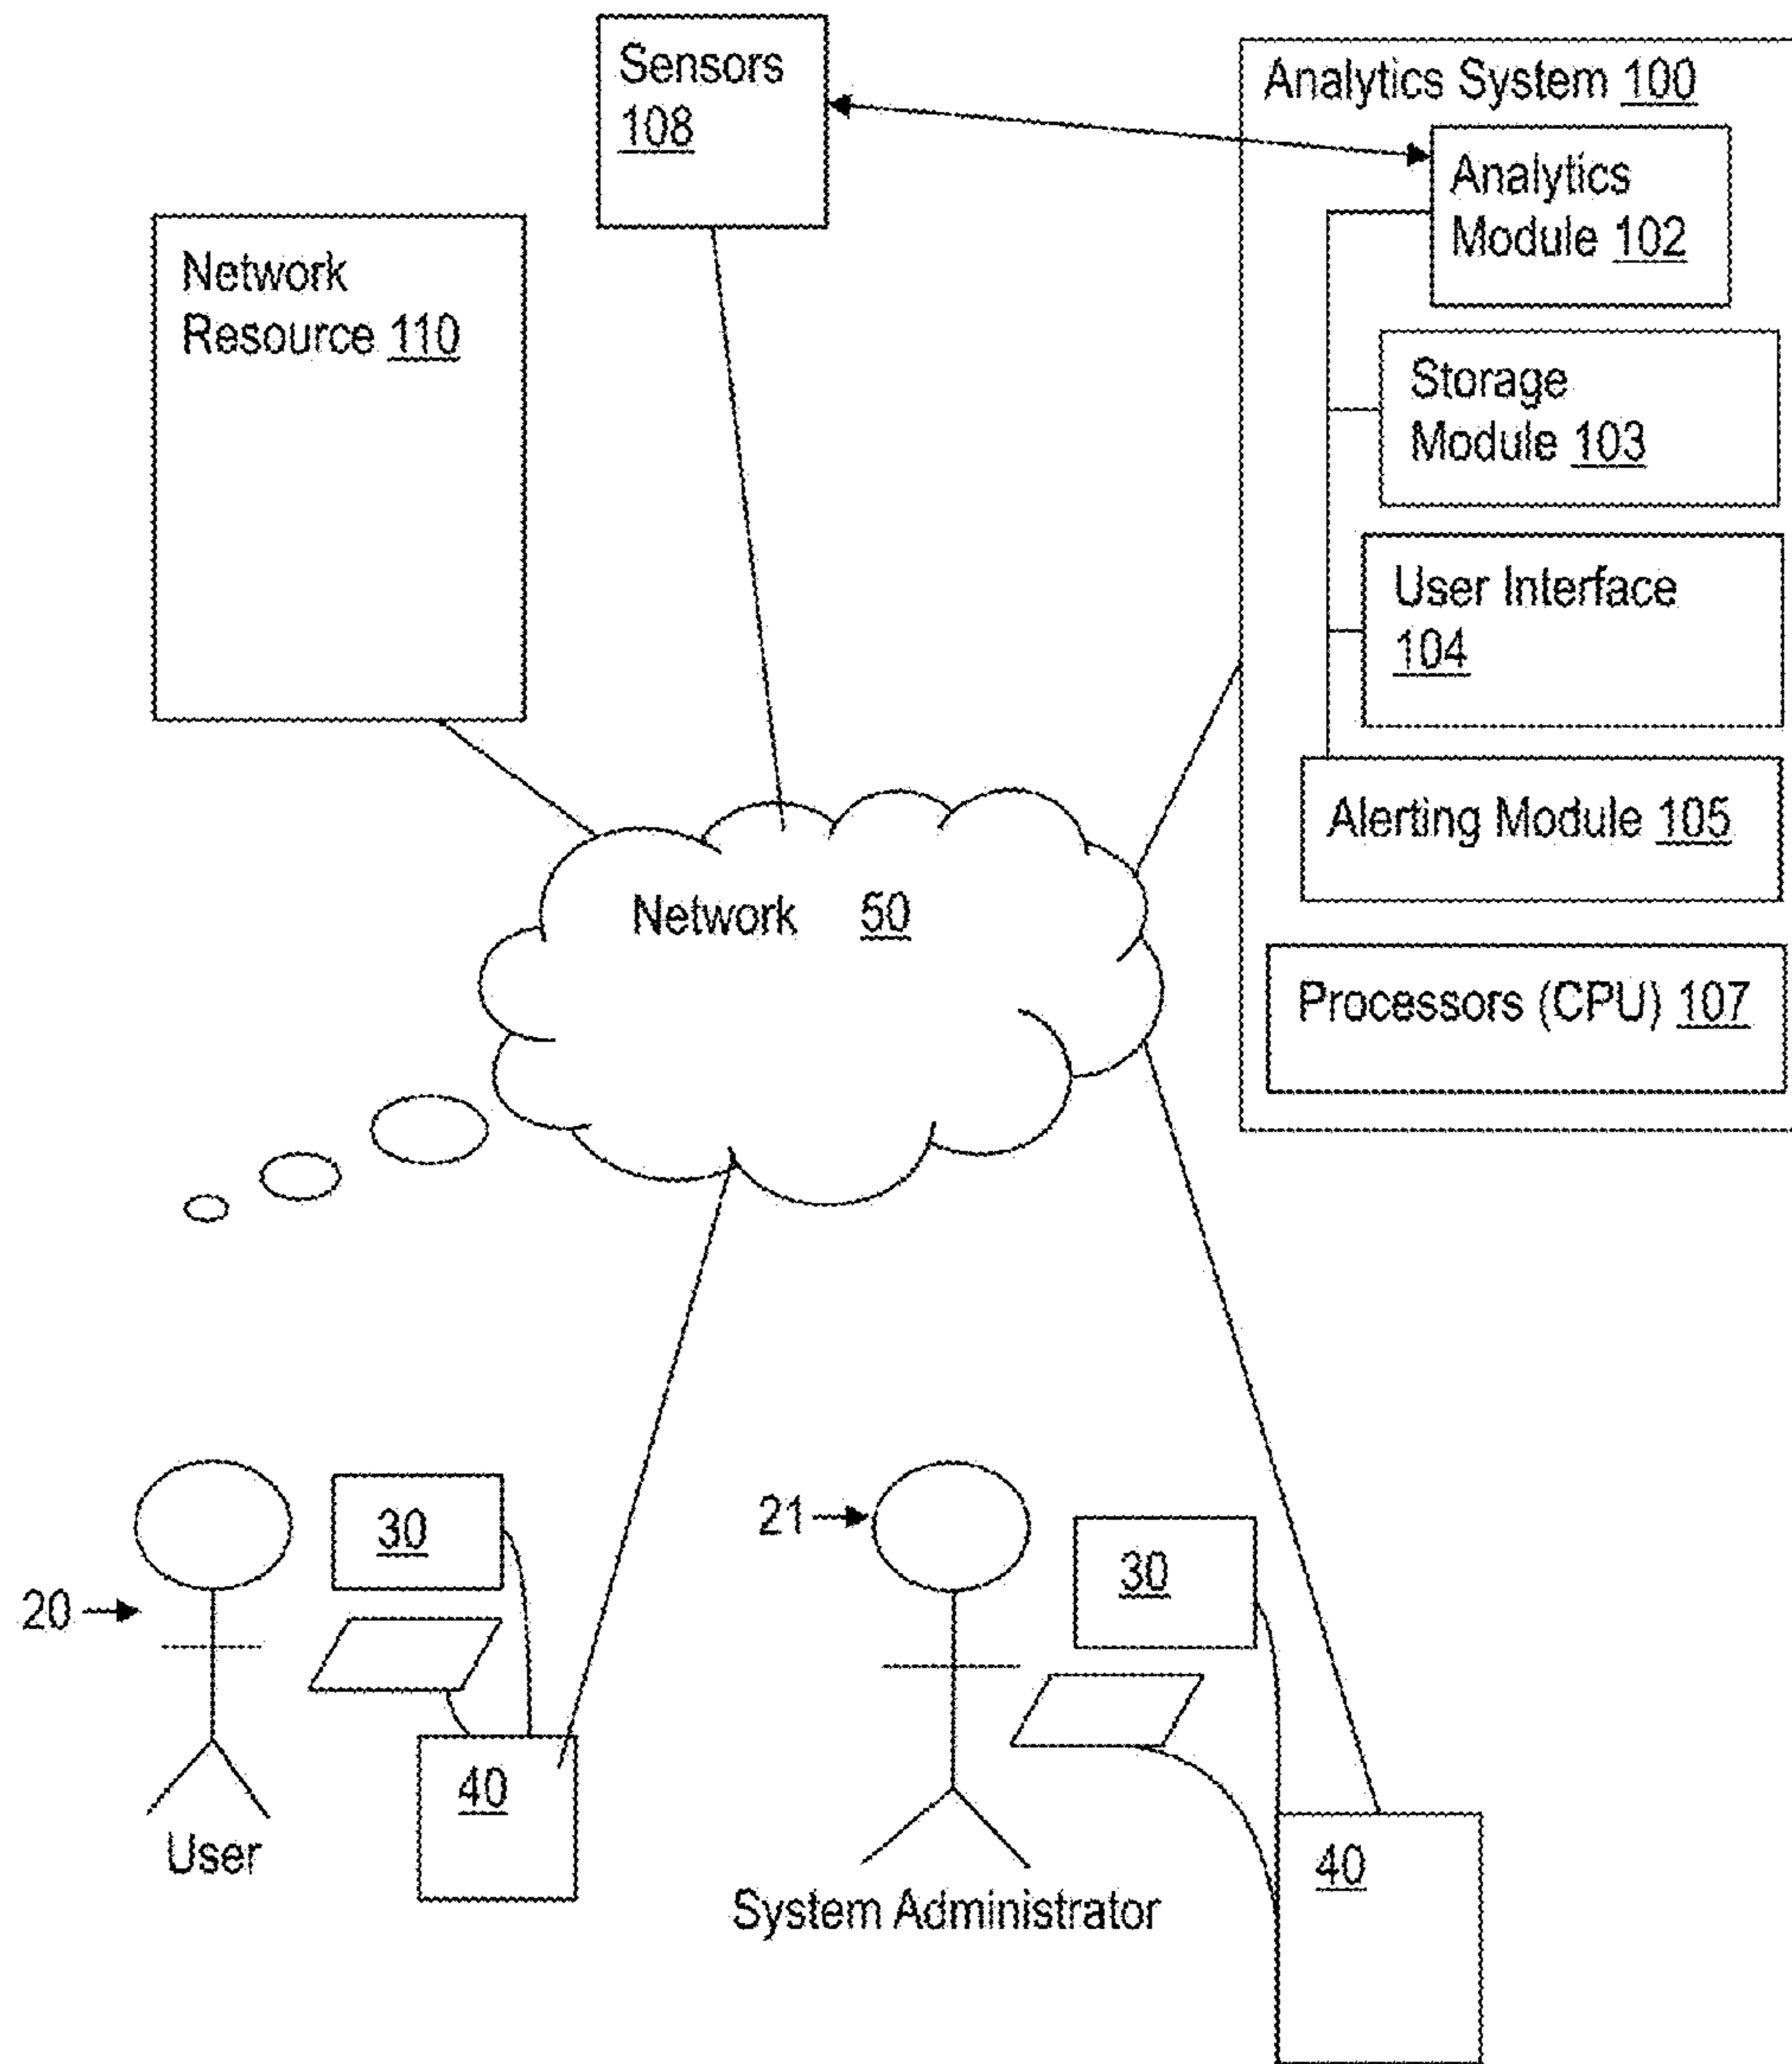 Sensors
108
Analytics System 100
Analytics
Module 102
Network
Resource 110
Storage
Module 103
User Interface
104
Alerting Module 105
Network 50
Processors (CPU) 107
20
30
40
User
21
30
40
System Administrator